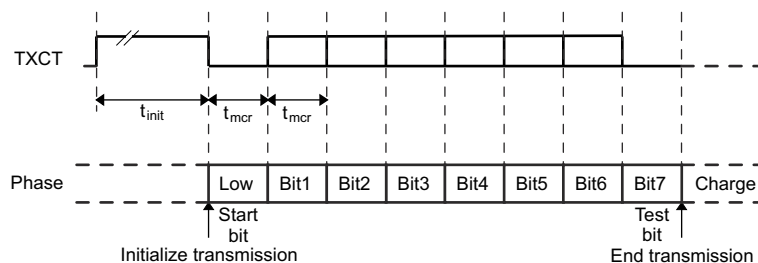 TXCT
t_init t_mcr t_mcr
Phase Low Bit1 Bit2 Bit3 Bit4 Bit5 Bit6 Bit7 Charge
Start bit
Test bit
Initialize transmission
End transmission